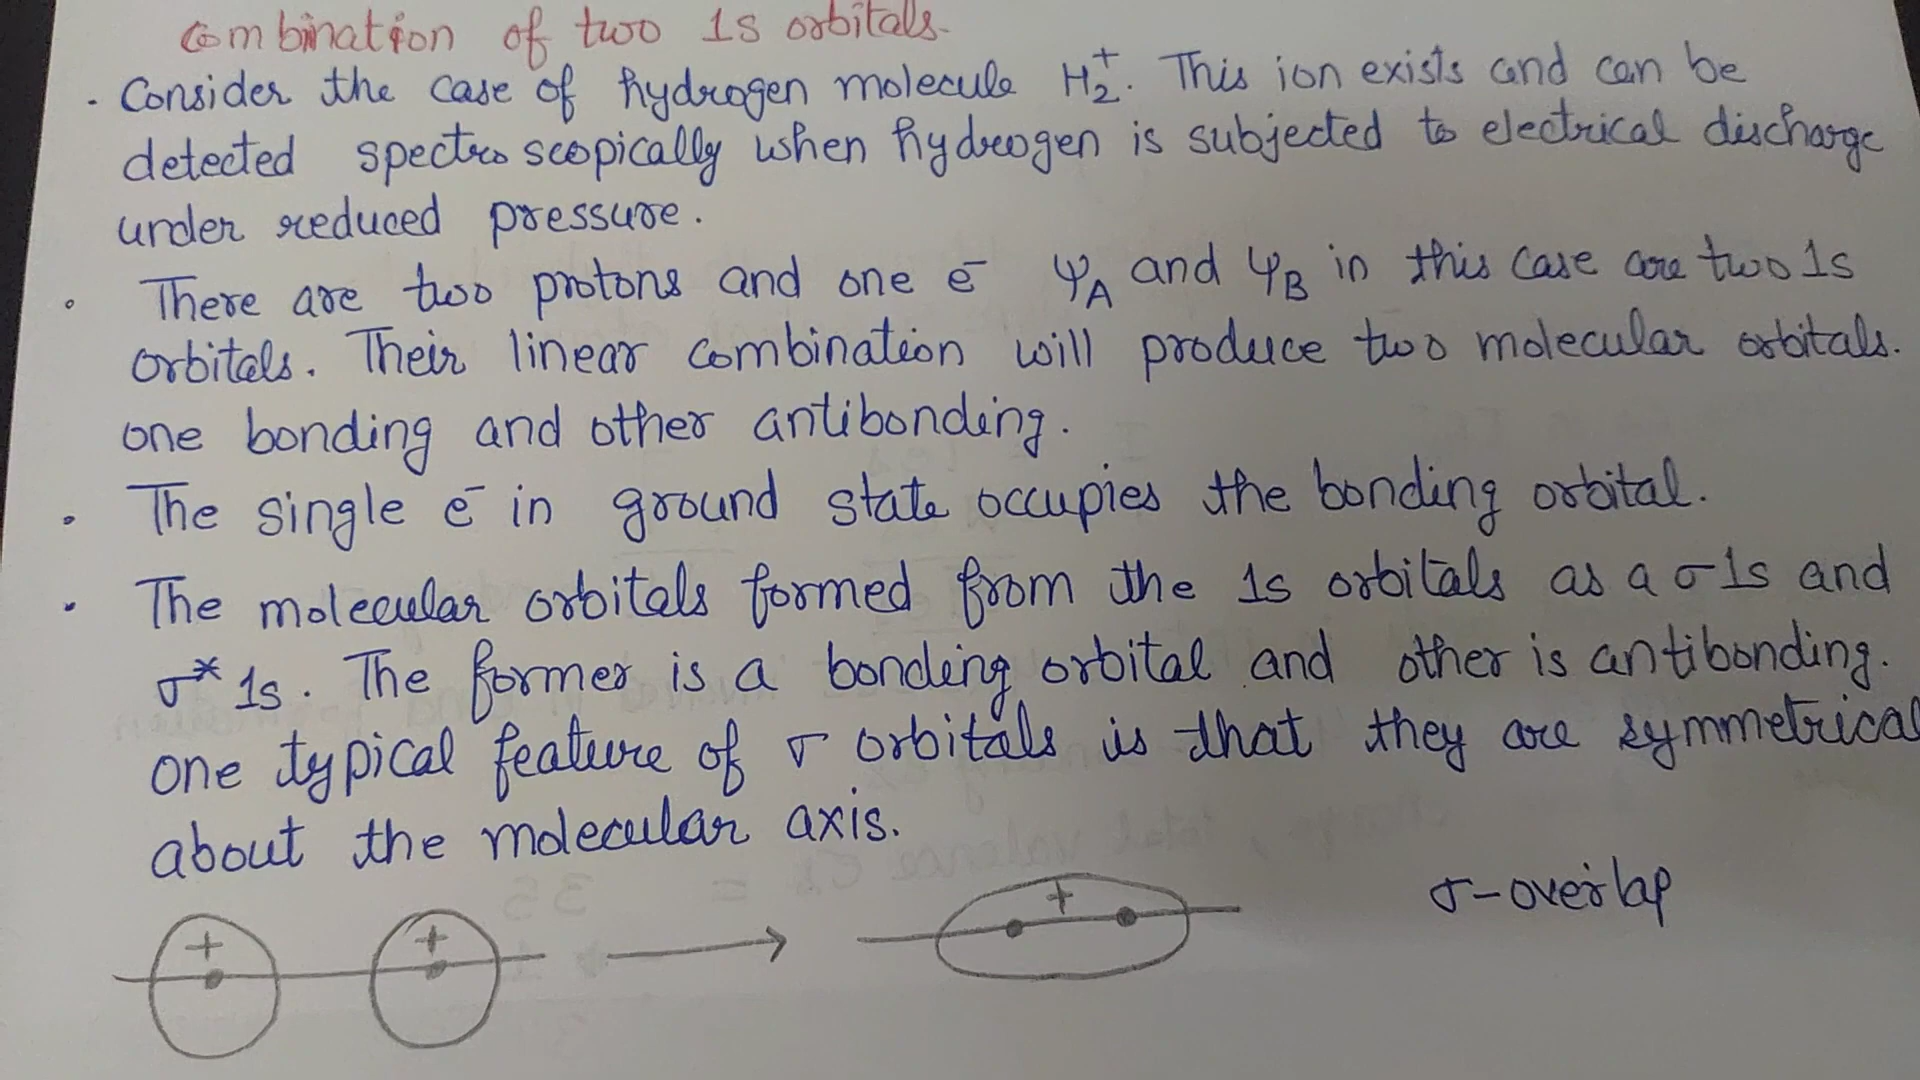 Combination of two 1s orbitals.
• Consider the case of hydrogen molecule H₂⁺. This ion exists and can be
detected spectroscopically when hydrogen is subjected to electrical discharge
under reduced pressure.
• There are two protons and one e⁻ ψA and ψB in this case are two 1s
orbitals. Their linear combination will produce two molecular orbitals.
one bonding and other antibonding.
• The single e⁻ in ground state occupies the bonding orbital.
• The molecular orbitals formed from the 1s orbitals as a σ1s and
σ* 1s. The former is a bonding orbital and other is antibonding.
one typical feature of σ orbitals is that they are symmetrical
about the molecular axis.
+ + → + σ-overlap